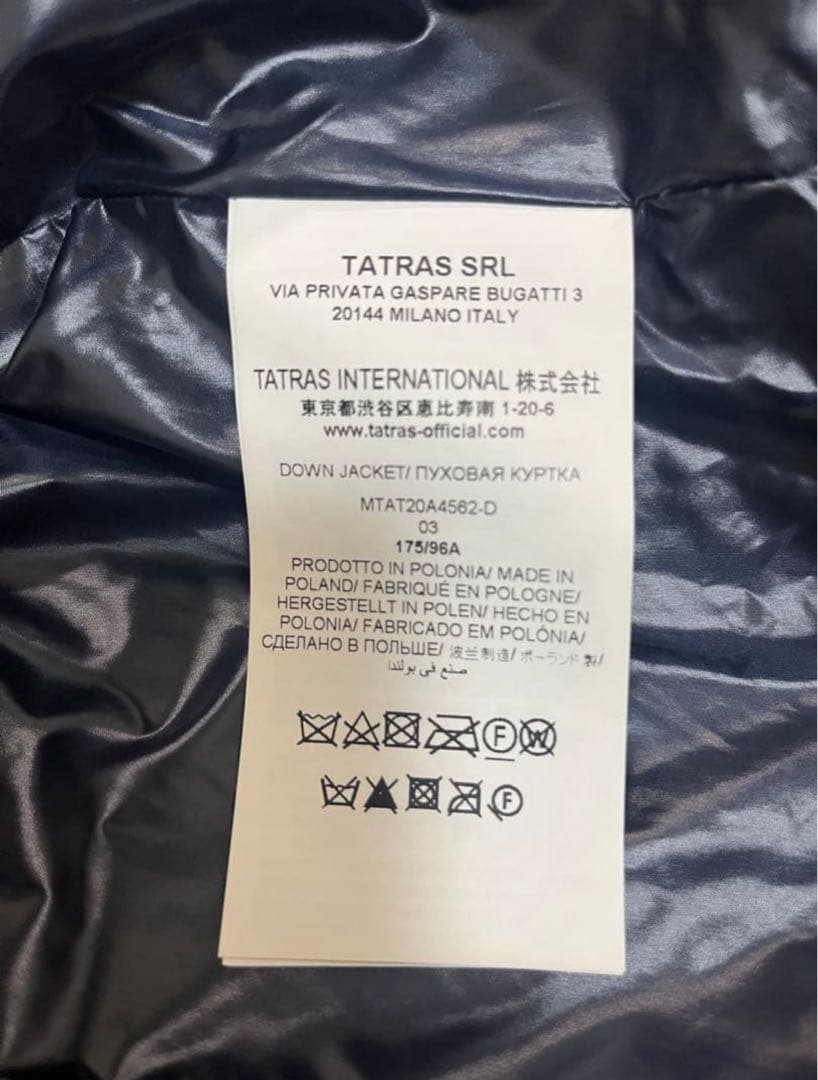 TATRAS SRL
VIA PRIVATA GASPARE BUGATTI 3
20144 MILANO ITALY
TATRAS INTERNATIONAL 株式会社
東京都渋谷区恵比寿南 1-20-6
www.tatras-official.com
DOWN JACKET/ ПУХОВАЯ КУРТКА
MTAT20A4562-D
03
175/96A
PRODOTTO IN POLONIA/ MADE IN
POLAND/ FABRIQUÉ EN POLOGNE/
HERGESTELLT IN POLEN/ HECHO EN
POLONIA/ FABRICADO EM POLÓNIA/
СДЕЛАНО В ПОЛЬШЕ/ 波兰制造/ ポーランド製/
صنع في بولندا
F W
F